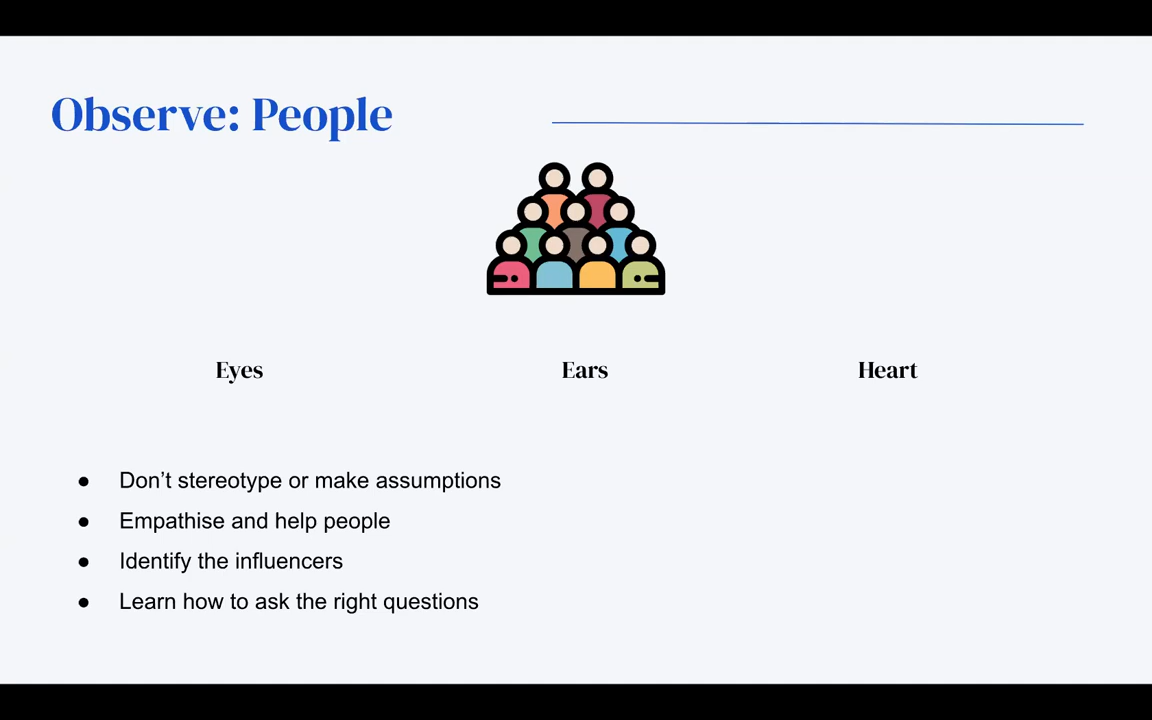 Observe: People
Eyes
Ears
Heart
● Don’t stereotype or make assumptions
● Empathise and help people
● Identify the influencers
● Learn how to ask the right questions